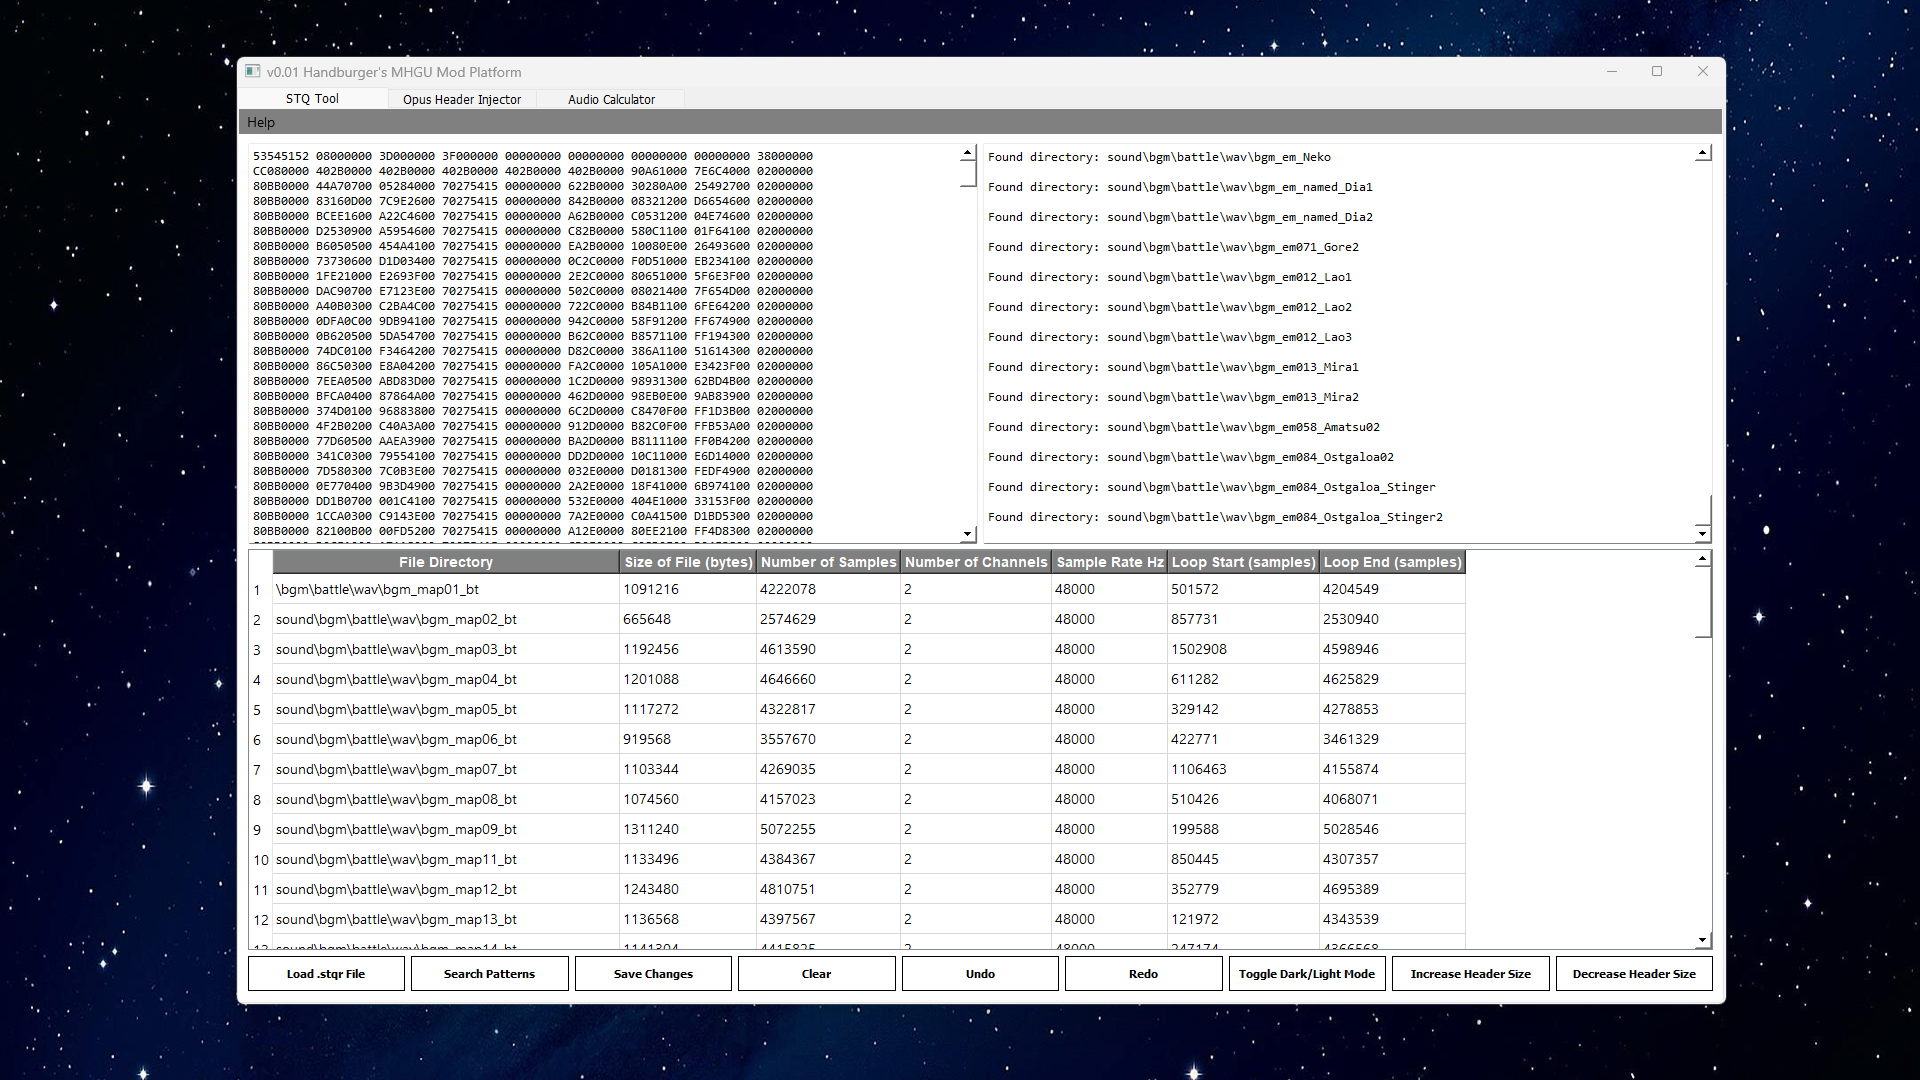 v0.01 Handburger's MHGU Mod Platform
STQ Tool Opus Header Injector Audio Calculator
Help
53545152 08000000 3D000000 3F000000 00000000 00000000 00000000 00000000 38000000
CC080000 402B0000 402B0000 402B0000 402B0000 402B0000 90A61000 7E6C4000 02000000
80BB0000 44A70700 05284000 70275415 00000000 622B0000 30280A00 25492700 02000000
80BB0000 83160D00 7C9E2600 70275415 00000000 842B0000 08321200 D6654600 02000000
80BB0000 BCEE1600 A22C4600 70275415 00000000 A62B0000 C0531200 04E74600 02000000
80BB0000 D2530900 A5954600 70275415 00000000 C82B0000 580C1100 01F64100 02000000
80BB0000 B6050500 454A4100 70275415 00000000 EA2B0000 10080E00 26493600 02000000
80BB0000 73730600 D1D03400 70275415 00000000 0C2C0000 F0D51000 EB234100 02000000
80BB0000 1FE21000 E2693F00 70275415 00000000 2E2C0000 80651000 5F6E3F00 02000000
80BB0000 DAC90700 E7123E00 70275415 00000000 502C0000 08021400 7F654D00 02000000
80BB0000 A40B0300 C2BA4C00 70275415 00000000 722C0000 B84B1100 6FE64200 02000000
80BB0000 0DFA0C00 9DB94100 70275415 00000000 942C0000 58F91200 FF674900 02000000
80BB0000 0B620500 5DA54700 70275415 00000000 B62C0000 B8571100 FF194300 02000000
80BB0000 74DC0100 F3464200 70275415 00000000 D82C0000 386A1100 51614300 02000000
80BB0000 86C50300 E8A04200 70275415 00000000 FA2C0000 105A1000 E3423F00 02000000
80BB0000 7EEA0500 ABD83D00 70275415 00000000 1C2D0000 98931300 62BD4B00 02000000
80BB0000 BFCA0400 87864A00 70275415 00000000 462D0000 98EB0E00 9AB83900 02000000
80BB0000 374D0100 96883800 70275415 00000000 6C2D0000 C8470F00 FF1D3B00 02000000
80BB0000 4F2B0200 C40A3A00 70275415 00000000 912D0000 B82C0F00 FFB53A00 02000000
80BB0000 77D60500 AAEA3900 70275415 00000000 BA2D0000 B8111100 FF0B4200 02000000
80BB0000 341C0300 79554100 70275415 00000000 DD2D0000 10C11000 E6D14000 02000000
80BB0000 7D580300 7C0B3E00 70275415 00000000 032E0000 D0181300 FEDF4900 02000000
80BB0000 0E770400 9B3D4900 70275415 00000000 2A2E0000 18F41000 6B974100 02000000
80BB0000 DD1B0700 001C4100 70275415 00000000 532E0000 404E1000 33153F00 02000000
80BB0000 1CCA0300 C9143E00 70275415 00000000 7A2E0000 C0A41500 D1BD5300 02000000
80BB0000 82100B00 00FD5200 70275415 00000000 A12E0000 80EE2100 FF4D8300 02000000
Found directory: sound\bgm\battle\wav\bgm_em_Neko
Found directory: sound\bgm\battle\wav\bgm_em_named_Dia1
Found directory: sound\bgm\battle\wav\bgm_em_named_Dia2
Found directory: sound\bgm\battle\wav\bgm_em071_Gore2
Found directory: sound\bgm\battle\wav\bgm_em012_Lao1
Found directory: sound\bgm\battle\wav\bgm_em012_Lao2
Found directory: sound\bgm\battle\wav\bgm_em012_Lao3
Found directory: sound\bgm\battle\wav\bgm_em013_Mira1
Found directory: sound\bgm\battle\wav\bgm_em013_Mira2
Found directory: sound\bgm\battle\wav\bgm_em058_Amatsu02
Found directory: sound\bgm\battle\wav\bgm_em084_Ostgaloa02
Found directory: sound\bgm\battle\wav\bgm_em084_Ostgaloa_Stinger
Found directory: sound\bgm\battle\wav\bgm_em084_Ostgaloa_Stinger2
File Directory Size of File (bytes) Number of Samples Number of Channels Sample Rate Hz Loop Start (samples) Loop End (samples)
1 \bgm\battle\wav\bgm_map01_bt 1091216 4222078 2 48000 501572 4204549
2 sound\bgm\battle\wav\bgm_map02_bt 665648 2574629 2 48000 857731 2530940
3 sound\bgm\battle\wav\bgm_map03_bt 1192456 4613590 2 48000 1502908 4598946
4 sound\bgm\battle\wav\bgm_map04_bt 1201088 4646660 2 48000 611282 4625829
5 sound\bgm\battle\wav\bgm_map05_bt 1117272 4322817 2 48000 329142 4278853
6 sound\bgm\battle\wav\bgm_map06_bt 919568 3557670 2 48000 422771 3461329
7 sound\bgm\battle\wav\bgm_map07_bt 1103344 4269035 2 48000 1106463 4155874
8 sound\bgm\battle\wav\bgm_map08_bt 1074560 4157023 2 48000 510426 4068071
9 sound\bgm\battle\wav\bgm_map09_bt 1311240 5072255 2 48000 199588 5028546
10 sound\bgm\battle\wav\bgm_map11_bt 1133496 4384367 2 48000 850445 4307357
11 sound\bgm\battle\wav\bgm_map12_bt 1243480 4810751 2 48000 352779 4695389
12 sound\bgm\battle\wav\bgm_map13_bt 1136568 4397567 2 48000 121972 4343539
13 sound\bgm\battle\wav\bgm_map14_bt 1141304 4415825 2 48000 247174 4366568
Load .stqr File Search Patterns Save Changes Clear Undo Redo Toggle Dark/Light Mode Increase Header Size Decrease Header Size